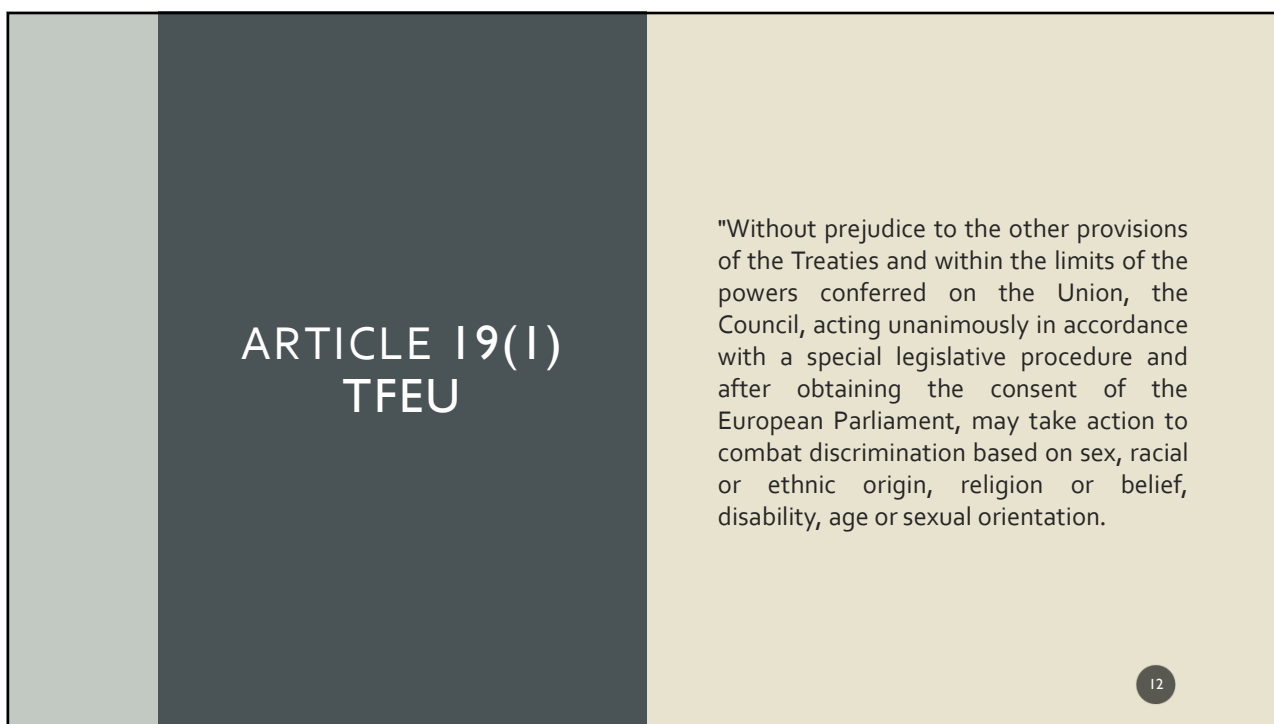 ARTICLE 19(1)
TFEU
"Without prejudice to the other provisions
of the Treaties and within the limits of the
powers conferred on the Union, the
Council, acting unanimously in accordance
with a special legislative procedure and
after obtaining the consent of the
European Parliament, may take action to
combat discrimination based on sex, racial
or ethnic origin, religion or belief,
disability, age or sexual orientation.
12